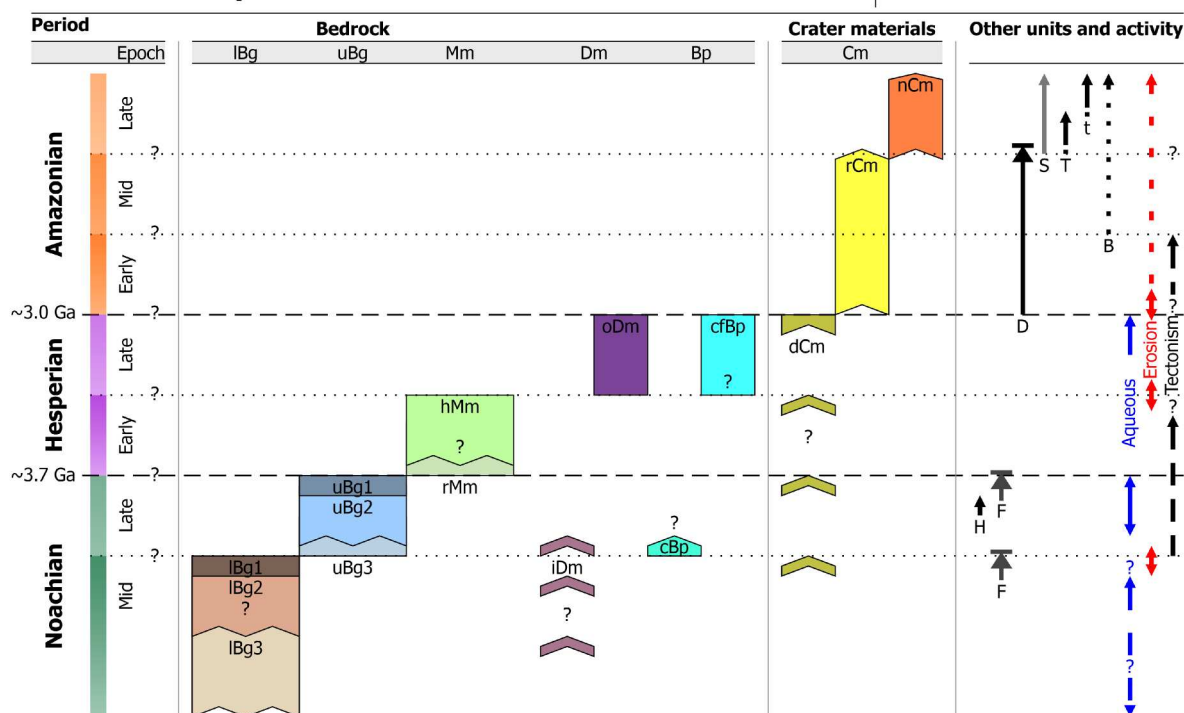 Period Bedrock Crater materials Other units and activity
Epoch lBg uBg Mm Dm Bp Cm
nCm
Late
t
? rCm S T ?
Amazonian
Mid
? B
Early
~3.0 Ga ? ?
oDm cfBp D
dCm
Late
?
Hesperian
Erosion
Tectonism
? hMm ?
Aqueous
Early
? ?
~3.7 Ga ?
uBg1 rMm
uBg2 F
Late
H
?
? cBp
lBg1 uBg3 iDm ?
lBg2 F
?
?
Noachian
Mid
lBg3
?